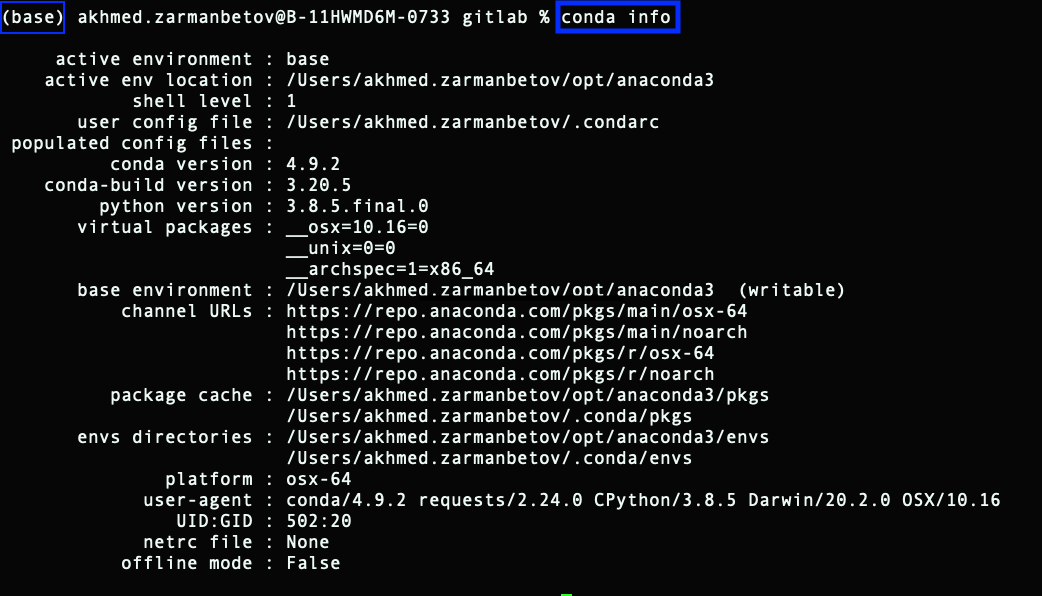 (base) akhmed.zarmanbetov@B-11HWMD6M-0733 gitlab % conda info
active environment : base
active env location : /Users/akhmed.zarmanbetov/opt/anaconda3
shell level : 1
user config file : /Users/akhmed.zarmanbetov/.condarc
populated config files :
conda version : 4.9.2
conda-build version : 3.20.5
python version : 3.8.5.final.0
virtual packages : __osx=10.16=0
__unix=0=0
__archspec=1=x86_64
base environment : /Users/akhmed.zarmanbetov/opt/anaconda3  (writable)
channel URLs : https://repo.anaconda.com/pkgs/main/osx-64
https://repo.anaconda.com/pkgs/main/noarch
https://repo.anaconda.com/pkgs/r/osx-64
https://repo.anaconda.com/pkgs/r/noarch
package cache : /Users/akhmed.zarmanbetov/opt/anaconda3/pkgs
/Users/akhmed.zarmanbetov/.conda/pkgs
envs directories : /Users/akhmed.zarmanbetov/opt/anaconda3/envs
/Users/akhmed.zarmanbetov/.conda/envs
platform : osx-64
user-agent : conda/4.9.2 requests/2.24.0 CPython/3.8.5 Darwin/20.2.0 OSX/10.16
UID:GID : 502:20
netrc file : None
offline mode : False